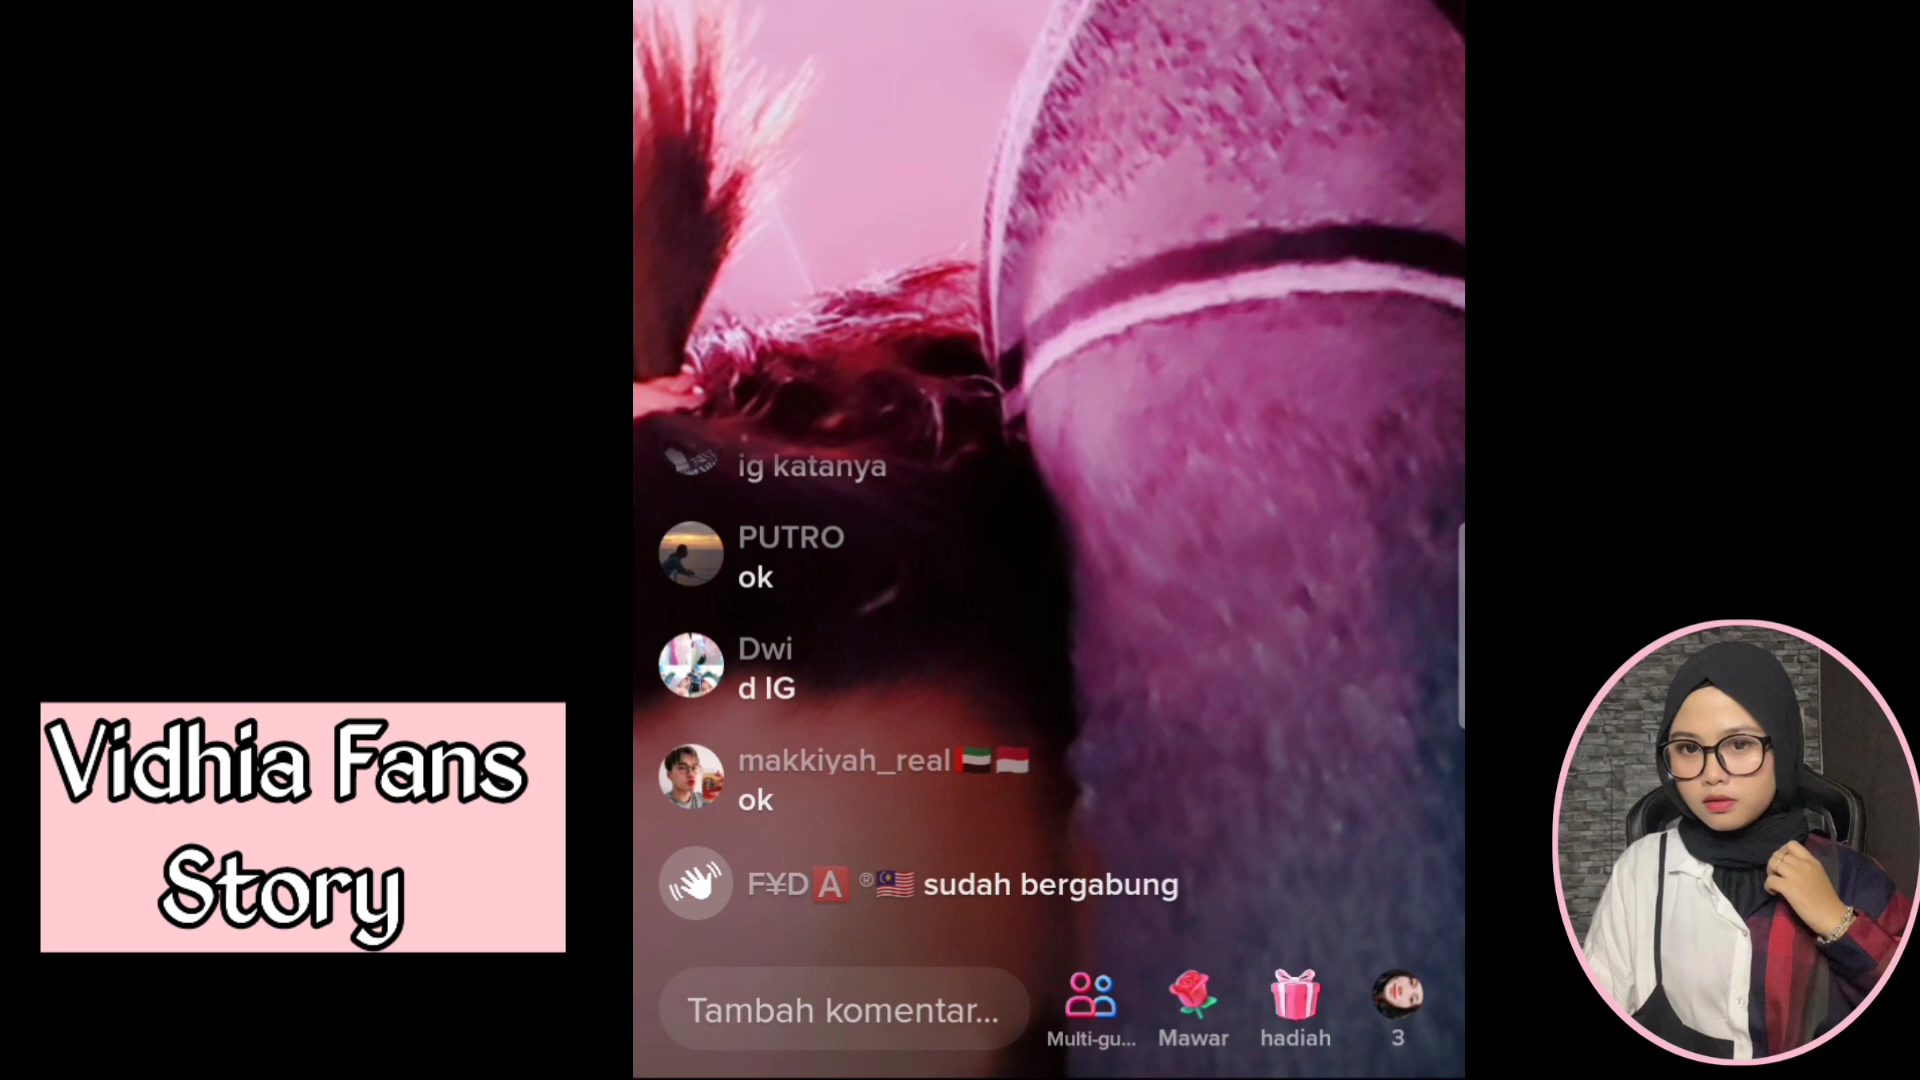 Vidhia Fans
Story
ig katanya
PUTRO
ok
Dwi
d IG
makkiyah_real🇦🇪🇮🇩
ok
F¥D🅰️ ®🇲🇾 sudah bergabung
Tambah komentar...
Multi-gu...
Mawar
hadiah
3